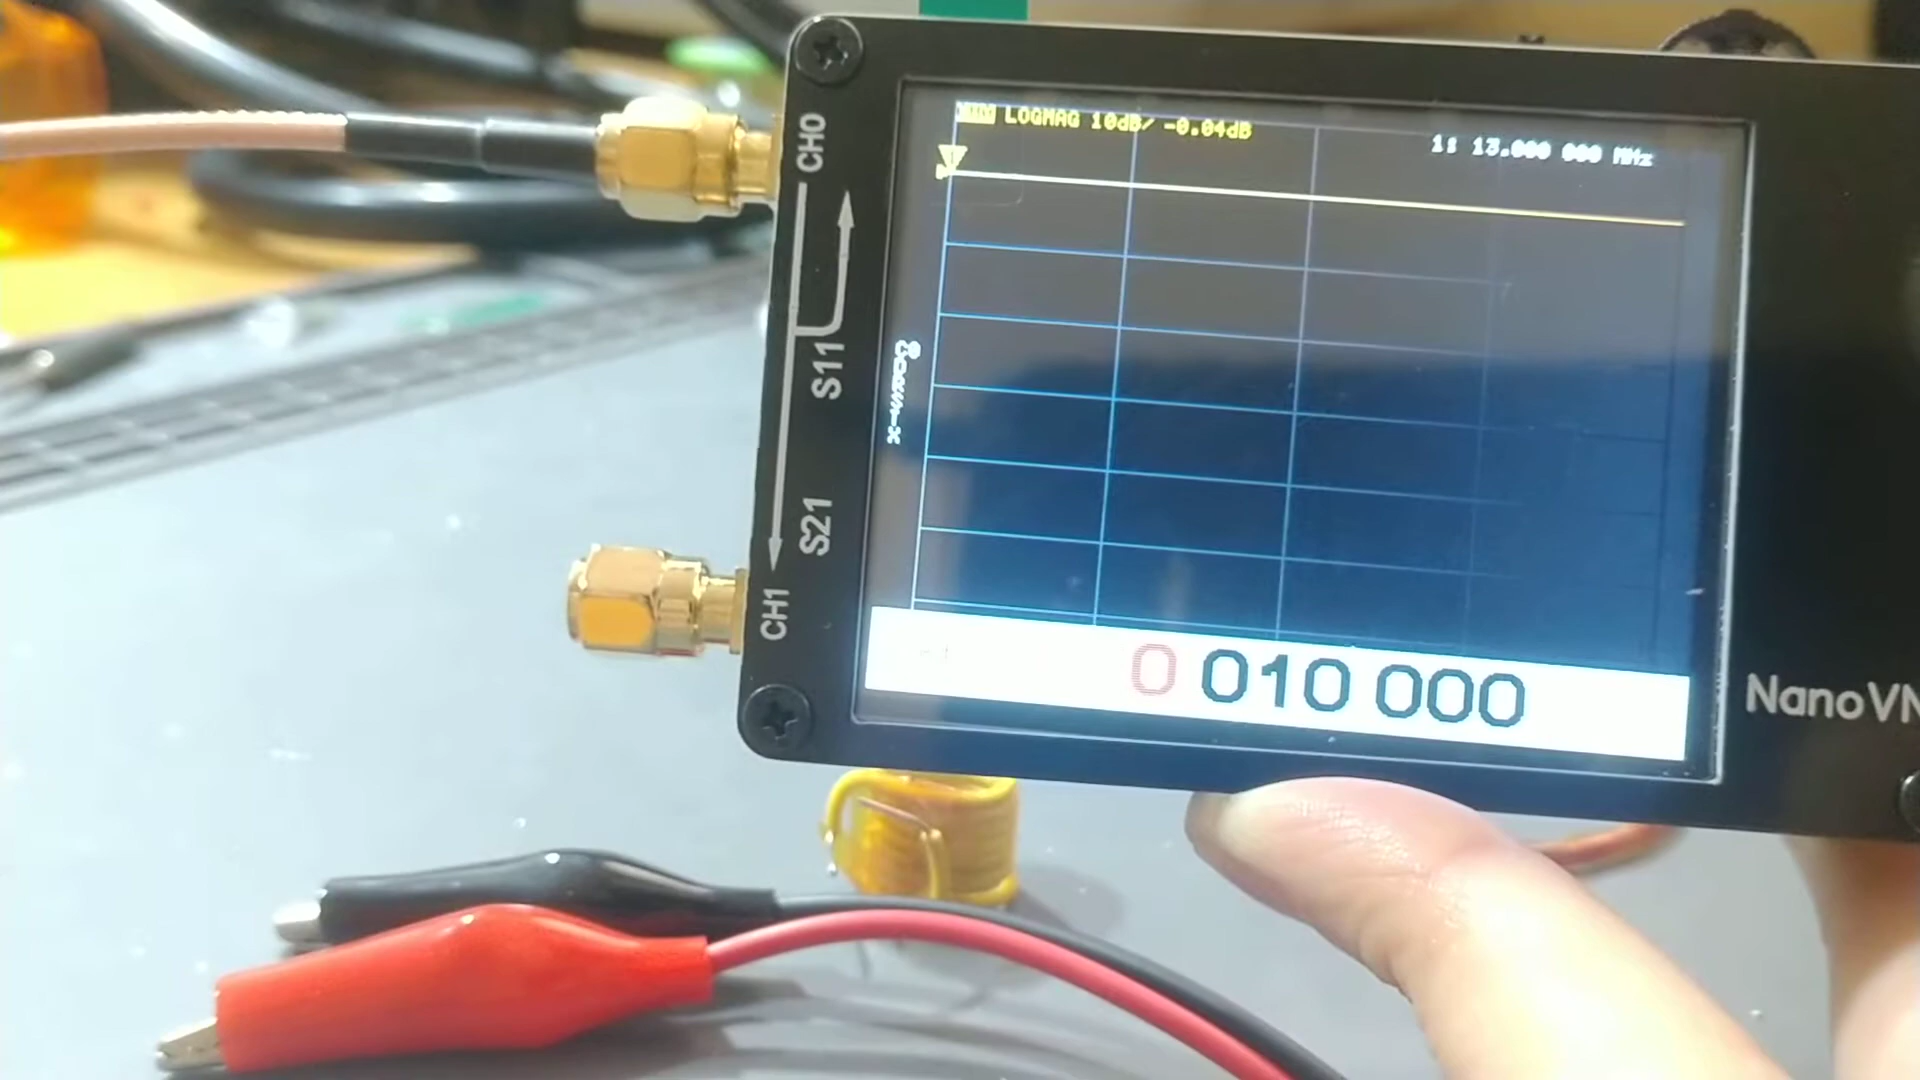 LOGMAG 10dB/ -0.04dB
1: 13.000 000 MHz
CH0
S11
S21
CH1
0 010 000
NanoVN